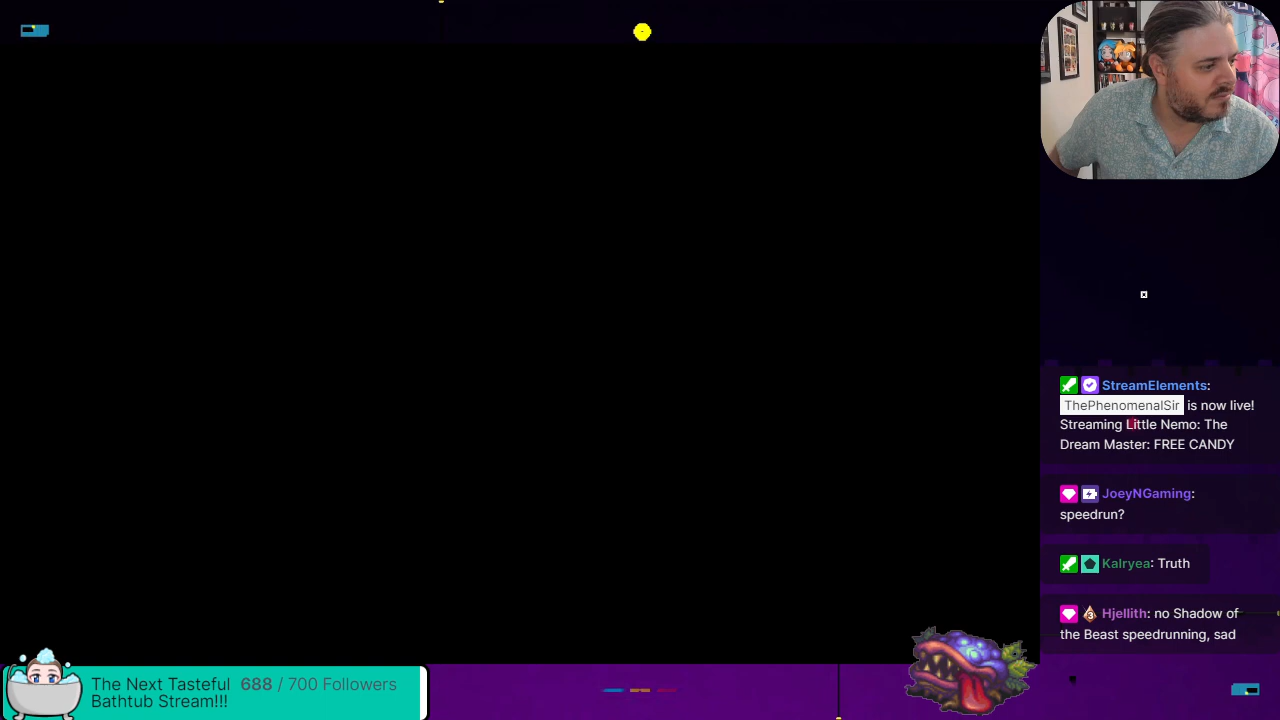 StreamElements:
ThePhenomenalSir is now live!
Streaming Little Nemo: The
Dream Master: FREE CANDY
JoeyNGaming:
speedrun?
Kalryea: Truth
Hjellith: no Shadow of
the Beast speedrunning, sad
The Next Tasteful 688 / 700 Followers
Bathtub Stream!!!